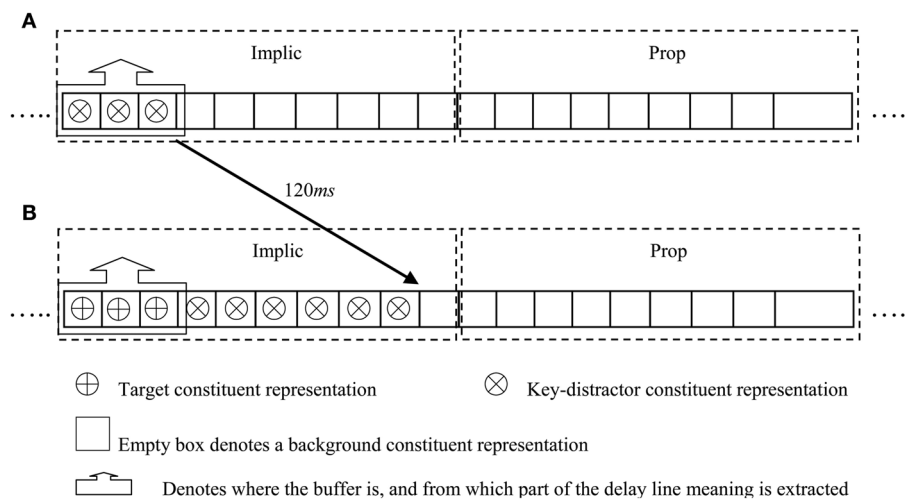 A
Implic Prop
..... ....
120ms
B
Implic Prop
..... ....
Target constituent representation Key-distractor constituent representation
Empty box denotes a background constituent representation
Denotes where the buffer is, and from which part of the delay line meaning is extracted